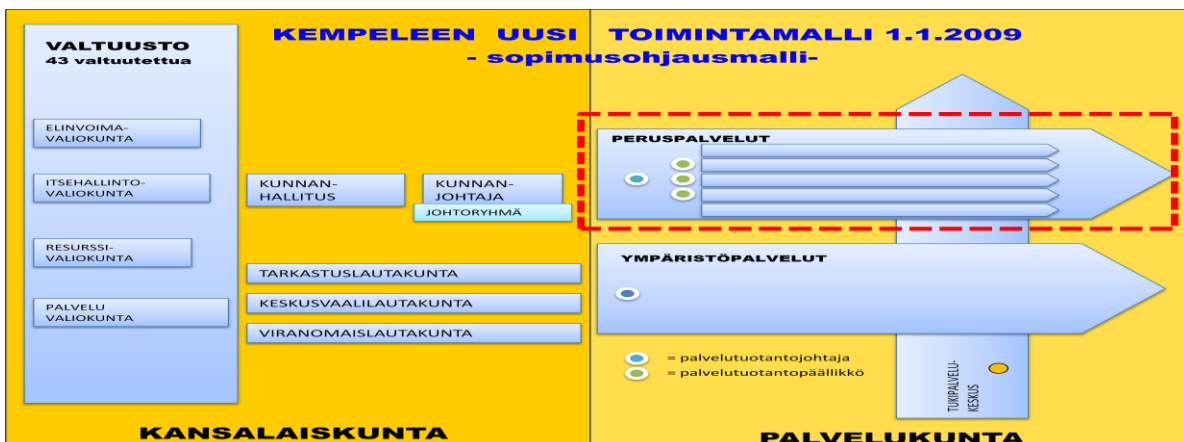 KEMPELEEN UUSI TOIMINTAMALLI 1.1.2009
- sopimusohjausmalli-
VALTUUSTO
43 valtuutettua
ELINVOIMA-
VALIOKUNTA
ITSEHALLINTO-
VALIOKUNTA
RESURSSI-
VALIOKUNTA
PALVELU
VALIOKUNTA
KUNNAN-
HALLITUS
KUNNAN-
JOHTAJA
JOHTORYHMÄ
TARKASTUSLAUTAKUNTA
KESKUSVAALILAUTAKUNTA
VIRANOMAISLAUTAKUNTA
KANSALAISKUNTA
PERUSPALVELUT
YMPÄRISTÖPALVELUT
= palvelutuotantojohtaja
= palvelutuotantopäällikkö
TUKIPALVELU-
KESKUS
PALVELUKUNTA